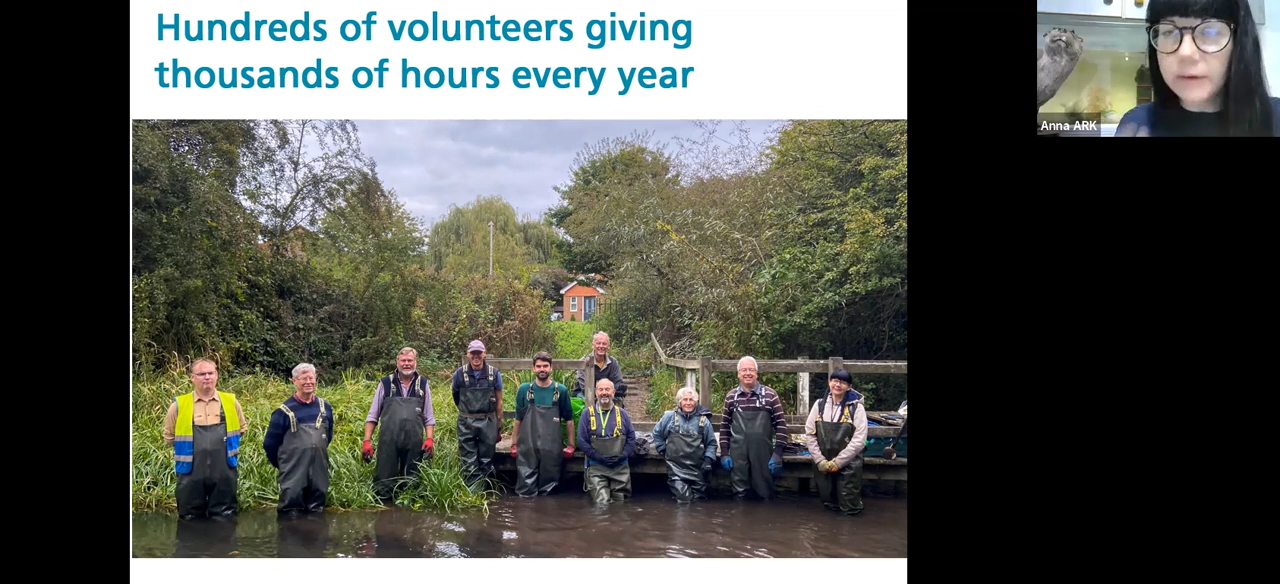 Hundreds of volunteers giving
thousands of hours every year
Anna ARK